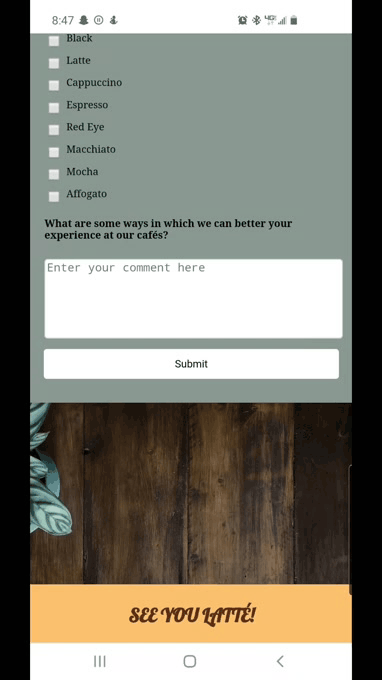 8:47
Black
Latte
Cappuccino
Espresso
Red Eye
Macchiato
Mocha
Affogato
What are some ways in which we can better your
experience at our cafés?
Enter your comment here
Submit
SEE YOU LATTÉ!